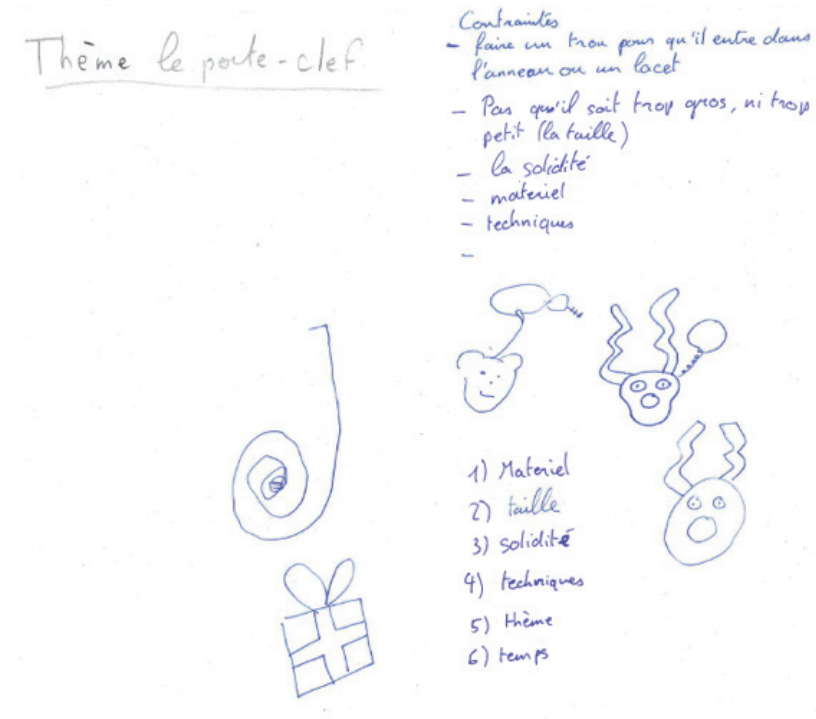 Thème le porte-clef
Contraintes
- faire un trou pour qu'il entre dans
l'anneau ou un lacet
- Pas qu'il soit trop gros, ni trop
petit (la taille)
- la solidité
- materiel
- techniques
-
1) Materiel
2) taille
3) solidité
4) techniques
5) thème
6) temps